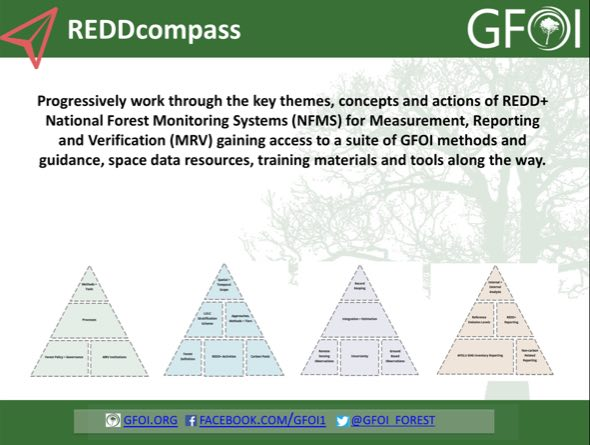 REDDcompass
GFOI
Progressively work through the key themes, concepts and actions of REDD+
National Forest Monitoring Systems (NFMS) for Measurement, Reporting
and Verification (MRV) gaining access to a suite of GFOI methods and
guidance, space data resources, training materials and tools along the way.
Methods +
Tools
Processes
Forest Policy + Governance
MRV Institutions
Spatial +
Temporal
Scope
LULC
Stratification
Scheme
Approaches,
Methods + Tiers
Forest
Definition
REDD+ Activities
Carbon Pools
Record
Keeping
Integration + Estimation
Remote
Sensing
Observations
Uncertainty
Ground
Based
Observations
Internal +
External
Analysis
Reference
Emission Levels
REDD+
Reporting
Inventory Reporting
Non-carbon
Related
Reporting
GFOI.ORG FACEBOOK.COM/GFOI1 @GFOI_FOREST